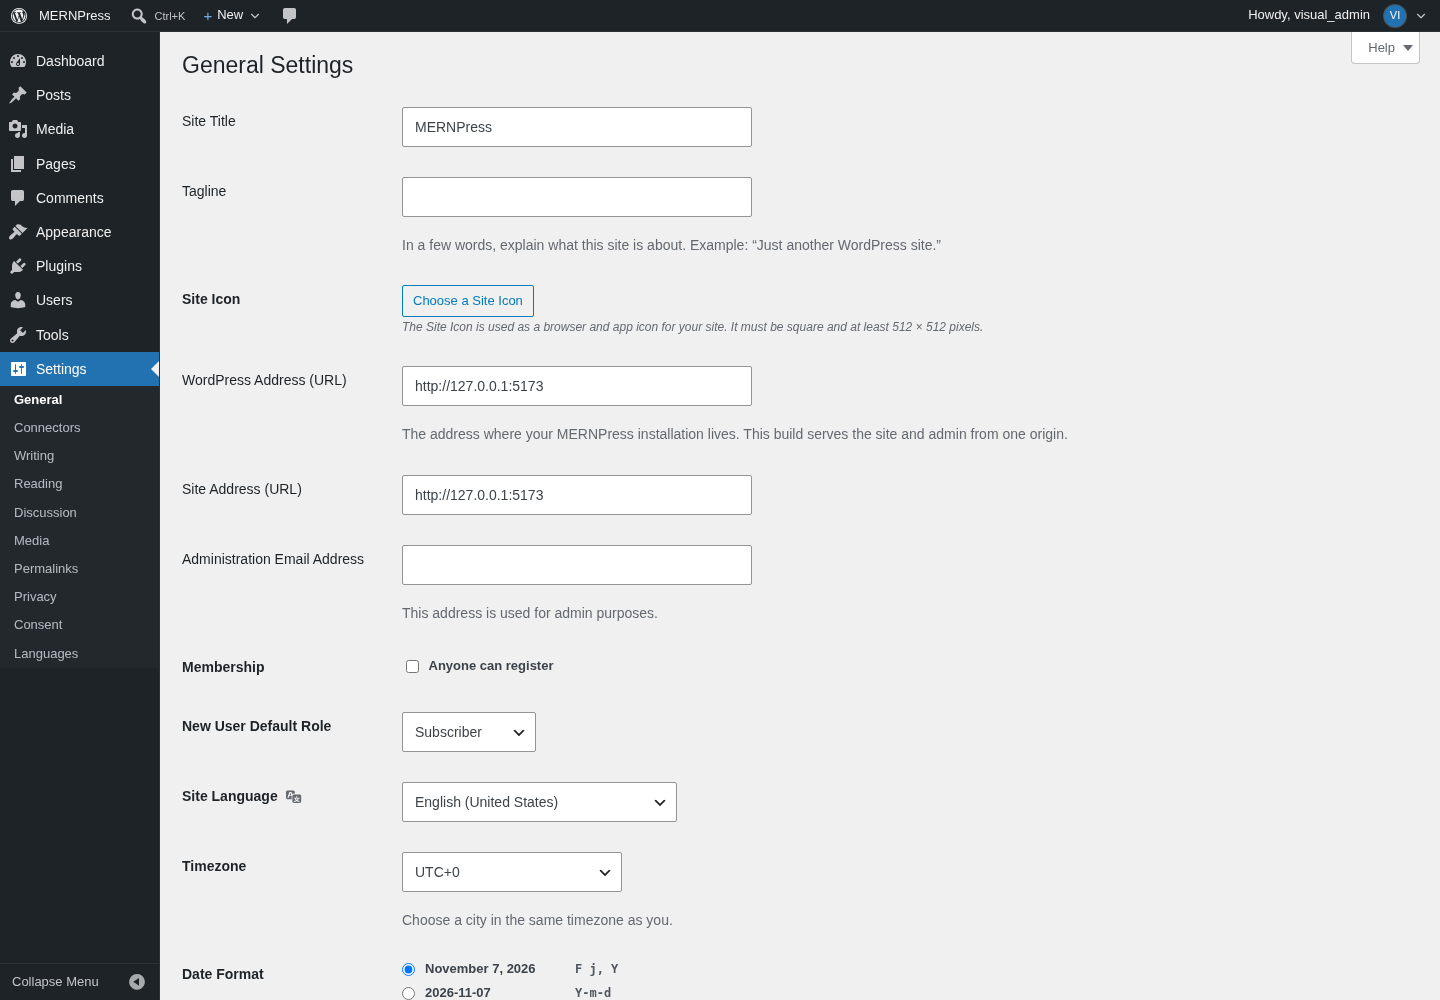 MERNPress
Ctrl+K
+ New
Howdy, visual_admin
VI
Help
Dashboard
Posts
Media
Pages
Comments
Appearance
Plugins
Users
Tools
Settings
General
Connectors
Writing
Reading
Discussion
Media
Permalinks
Privacy
Consent
Languages
Collapse Menu
General Settings
Site Title
MERNPress
Tagline
In a few words, explain what this site is about. Example: “Just another WordPress site.”
Site Icon
Choose a Site Icon
The Site Icon is used as a browser and app icon for your site. It must be square and at least 512 × 512 pixels.
WordPress Address (URL)
http://127.0.0.1:5173
The address where your MERNPress installation lives. This build serves the site and admin from one origin.
Site Address (URL)
http://127.0.0.1:5173
Administration Email Address
This address is used for admin purposes.
Membership
Anyone can register
New User Default Role
Subscriber
Site Language
English (United States)
Timezone
UTC+0
Choose a city in the same timezone as you.
Date Format
November 7, 2026 F j, Y
2026-11-07 Y-m-d